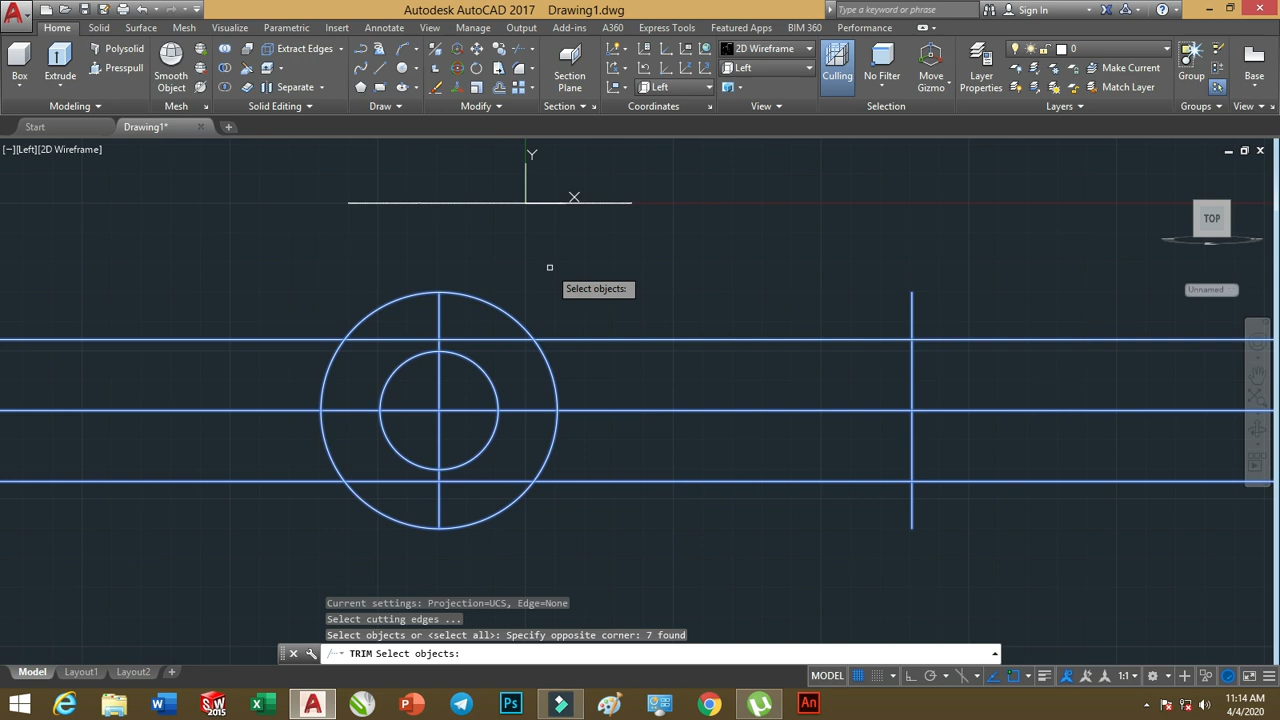 Autodesk AutoCAD 2017 Drawing1.dwg
Type a keyword or phrase
Sign In
Home Solid Surface Mesh Visualize Parametric Insert Annotate View Manage Output Add-ins A360 Express Tools Featured Apps BIM 360 Performance
Box
Extrude
Polysolid
Presspull
Smooth
Object
Extrude Edges
Separate
Section
Plane
2D Wireframe
Left
Left
Culling
No Filter
Move
Gizmo
Layer
Properties
0
Make Current
Match Layer
Group
Base
Modeling Mesh Solid Editing Draw Modify Section Coordinates View Selection Layers Groups View
Start Drawing1*
[−][Left][2D Wireframe]
Y
X
TOP
Unnamed
Select objects:
Current settings: Projection=UCS, Edge=None
Select cutting edges ...
Select objects or <select all>: Specify opposite corner: 7 found
TRIM Select objects:
Model Layout1 Layout2
MODEL
1:1
SW
2015
Ps
An
11:14 AM
4/4/2020